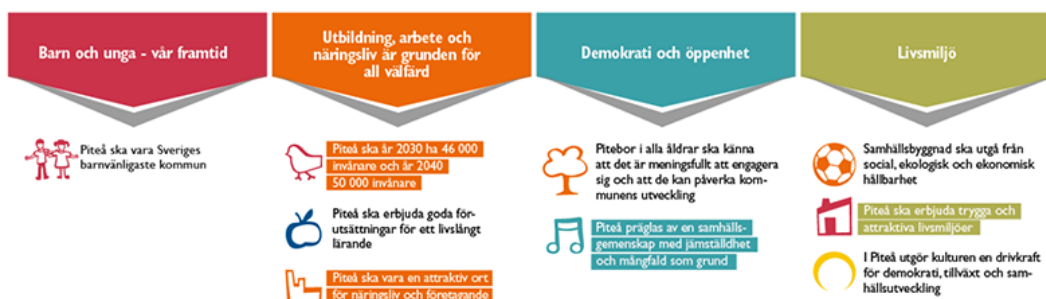 Barn och unga - vår framtid
Utbildning, arbete och
näringsliv är grunden för
all välfärd
Demokrati och öppenhet
Livsmiljö
Piteå ska vara Sveriges
barnvänligaste kommun
Piteå ska år 2030 ha 46 000
invånare och år 2040
50 000 invånare
Piteå ska erbjuda goda för-
utsättningar för ett livslångt
lärande
Piteå ska vara en attraktiv ort
för näringsliv och företagande
Pitebor i alla åldrar ska känna
att det är meningsfullt att engagera
sig och att de kan påverka kom-
munens utveckling
Piteå präglas av en samhälls-
gemenskap med jämställdhet
och mångfald som grund
Samhällsbyggnad ska utgå från
social, ekologisk och ekonomisk
hållbarhet
Piteå ska erbjuda trygga och
attraktiva livsmiljöer
I Piteå utgör kulturen en drivkraft
för demokrati, tillväxt och sam-
hällsutveckling